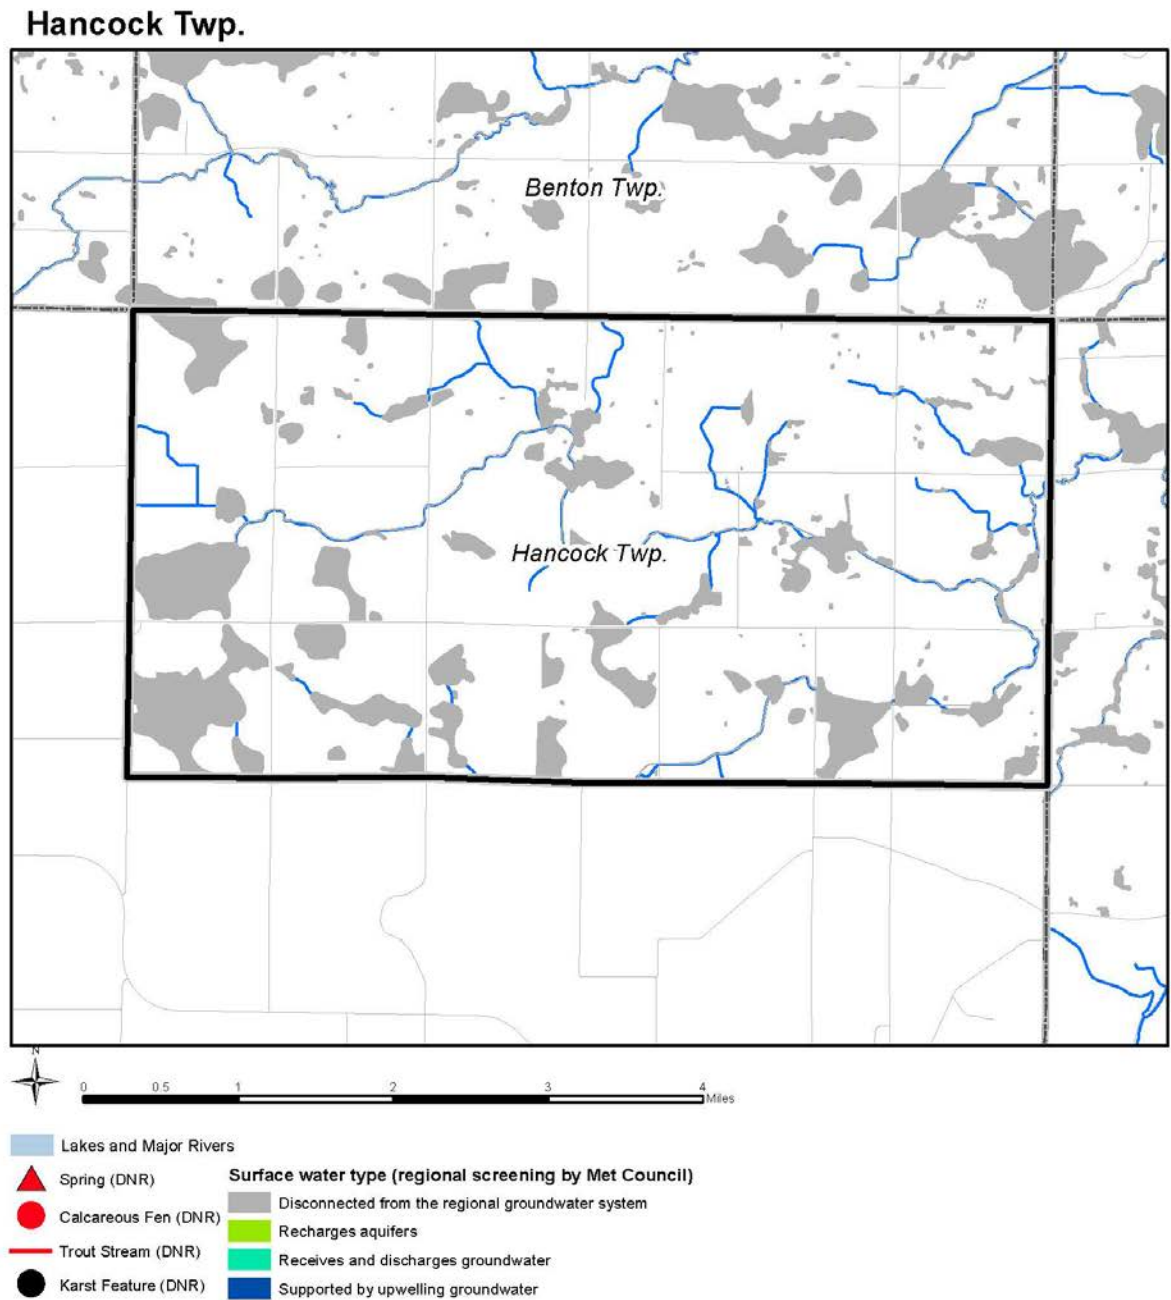 Hancock Twp.
Benton Twp.
Hancock Twp.
N
0 0.5 1 2 3 4
Miles
Lakes and Major Rivers
Spring (DNR)
Calcareous Fen (DNR)
Trout Stream (DNR)
Karst Feature (DNR)
Surface water type (regional screening by Met Council)
Disconnected from the regional groundwater system
Recharges aquifers
Receives and discharges groundwater
Supported by upwelling groundwater